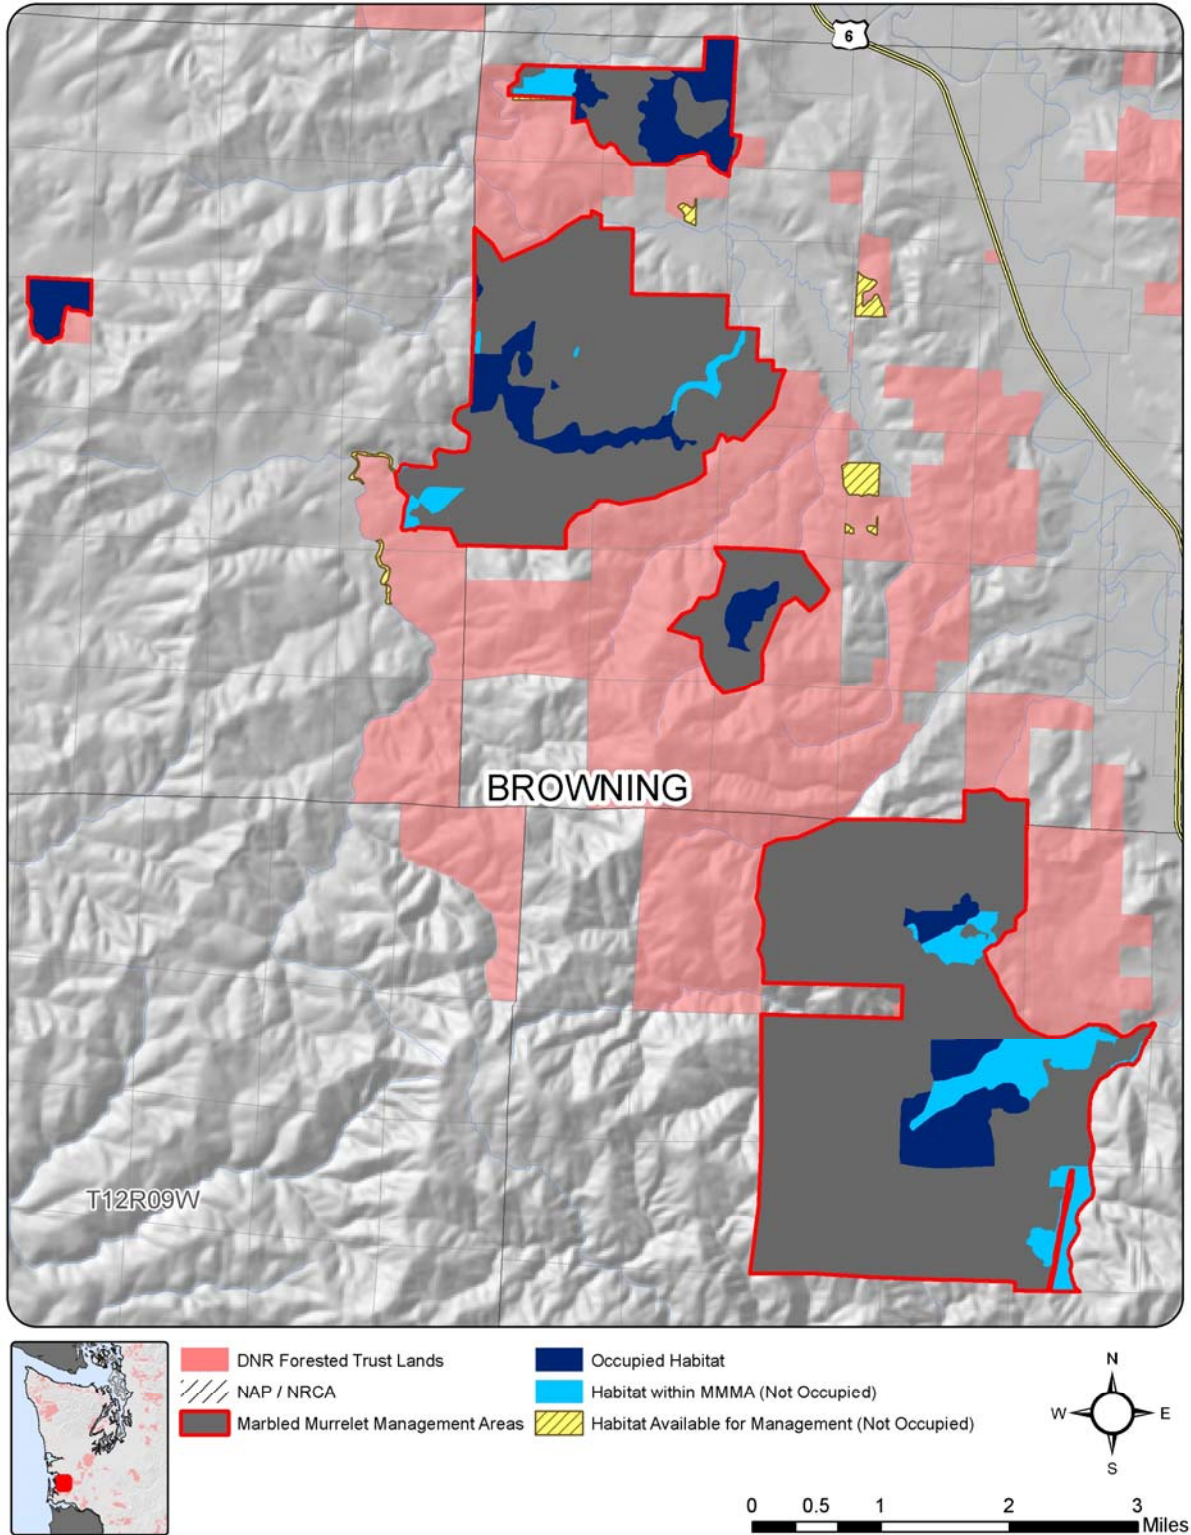 6
BROWNING
T12R09W
DNR Forested Trust Lands
NAP / NRCA
Marbled Murrelet Management Areas
Occupied Habitat
Habitat within MMMA (Not Occupied)
Habitat Available for Management (Not Occupied)
N
W E
S
0 0.5 1 2 3
Miles